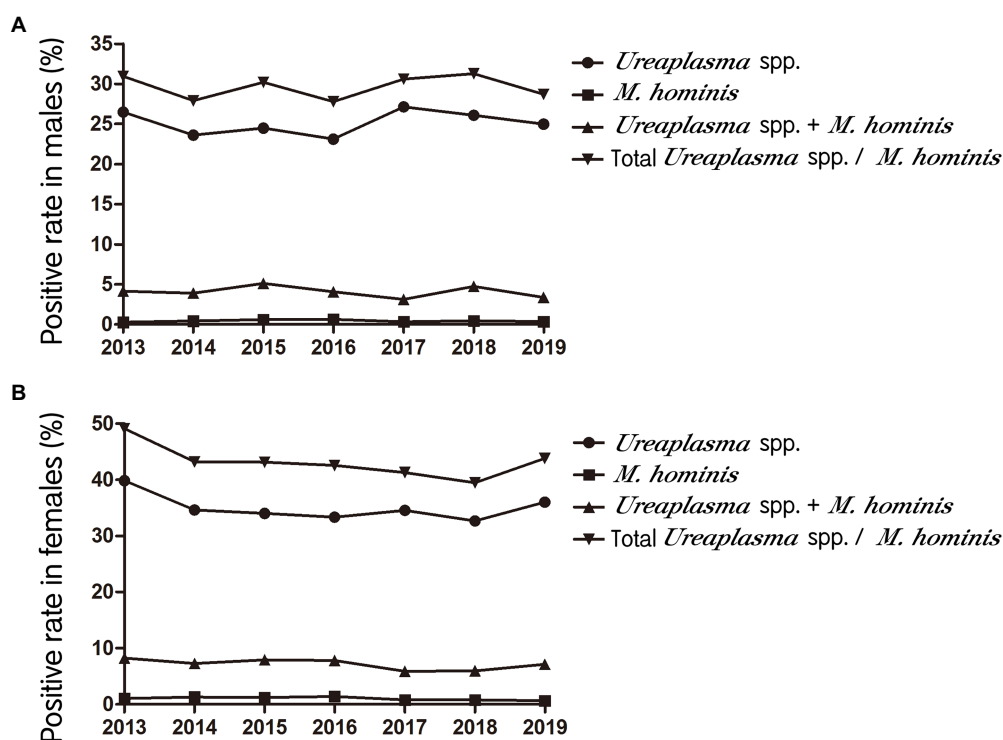 A
Positive rate in males (%)
35
30
25
20
15
10
5
0
2013 2014 2015 2016 2017 2018 2019
Ureaplasma spp.
M. hominis
Ureaplasma spp. + M. hominis
Total Ureaplasma spp. / M. hominis
B
Positive rate in females (%)
50
40
30
20
10
0
2013 2014 2015 2016 2017 2018 2019
Ureaplasma spp.
M. hominis
Ureaplasma spp. + M. hominis
Total Ureaplasma spp. / M. hominis